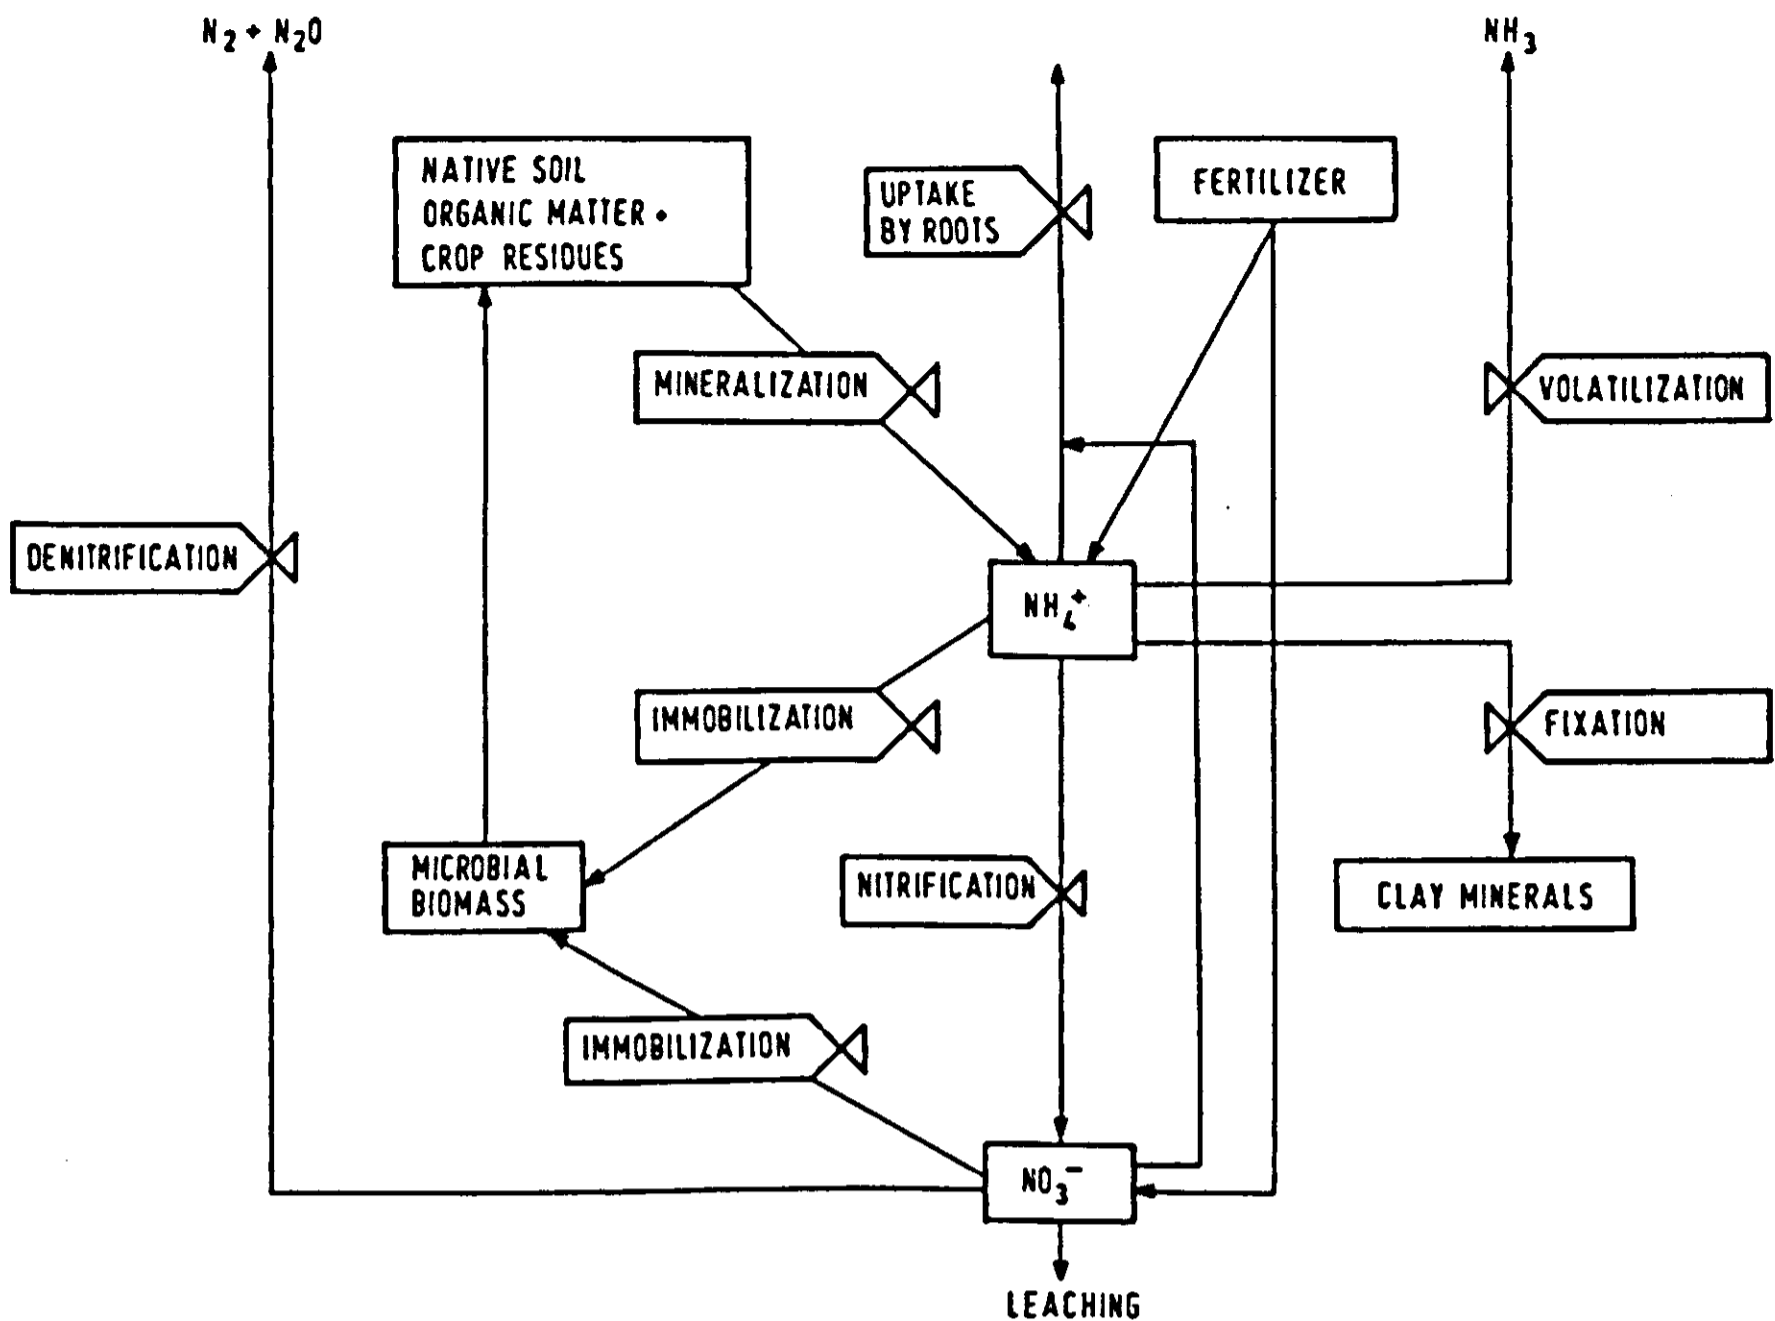 N₂ + N₂O
NH₃
NATIVE SOIL
ORGANIC MATTER +
CROP RESIDUES
UPTAKE
BY ROOTS
FERTILIZER
MINERALIZATION
VOLATILIZATION
DENITRIFICATION
NH₄⁺
IMMOBILIZATION
FIXATION
MICROBIAL
BIOMASS
NITRIFICATION
CLAY MINERALS
IMMOBILIZATION
NO₃⁻
LEACHING